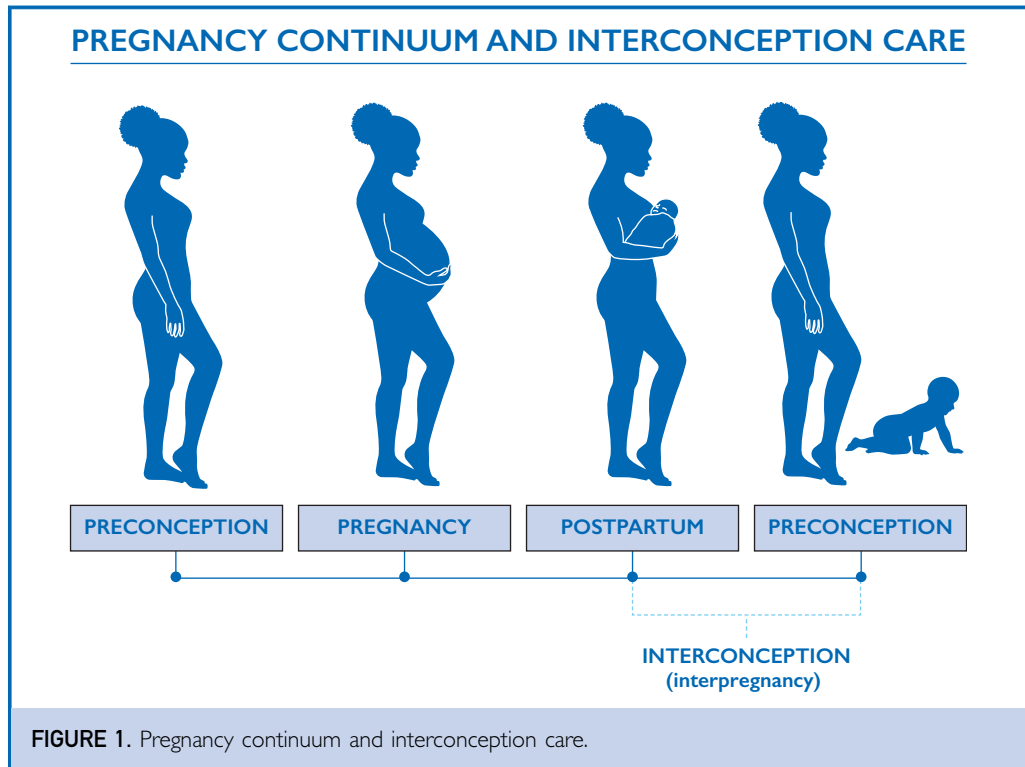 PREGNANCY CONTINUUM AND INTERCONCEPTION CARE
PRECONCEPTION
PREGNANCY
POSTPARTUM
PRECONCEPTION
INTERCONCEPTION
(interpregnancy)
FIGURE 1. Pregnancy continuum and interconception care.